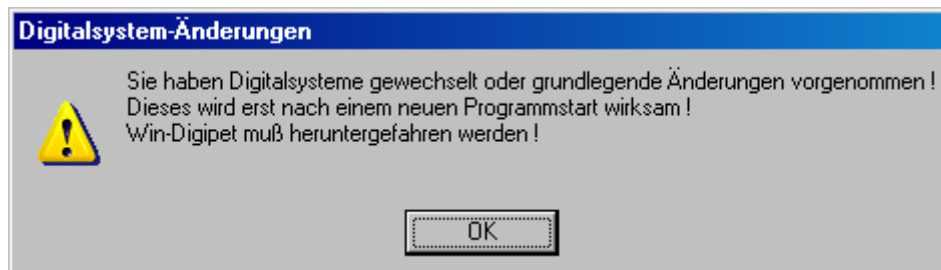 Digitalsystem-Änderungen
Sie haben Digitalsysteme gewechselt oder grundlegende Änderungen vorgenommen !
Dieses wird erst nach einem neuen Programmstart wirksam !
Win-Digipet muß heruntergefahren werden !
OK